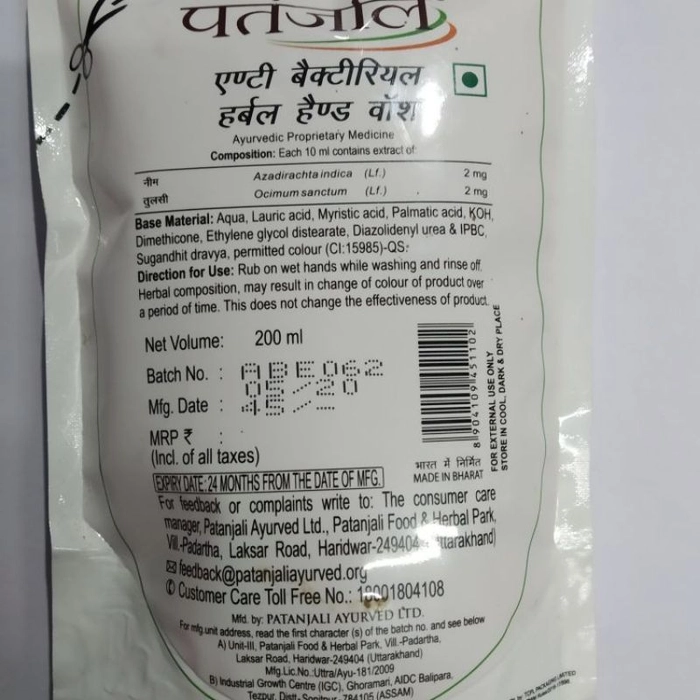 पतंजलि
एण्टी बैक्टीरियल
हर्बल हैण्ड वॉश
Ayurvedic Proprietary Medicine
Composition: Each 10 ml contains extract of:
नीम Azadirachta indica (Lf.) 2 mg
तुलसी Ocimum sanctum (Lf.) 2 mg
Base Material: Aqua, Lauric acid, Myristic acid, Palmatic acid, KOH,
Dimethicone, Ethylene glycol distearate, Diazolidenyl urea & IPBC,
Sugandhit dravya, permitted colour (CI:15985)-QS:
Direction for Use: Rub on wet hands while washing and rinse off.
Herbal composition, may result in change of colour of product over
a period of time. This does not change the effectiveness of product.
Net Volume: 200 ml
Batch No. : ABE062
Mfg. Date : 05/20
MRP ₹ : 45/-
(Incl. of all taxes)
EXPIRY DATE: 24 MONTHS FROM THE DATE OF MFG.
8904109451102
FOR EXTERNAL USE ONLY
STORE IN COOL, DARK & DRY PLACE
भारत में निर्मित
MADE IN BHARAT
For feedback or complaints write to: The consumer care
manager, Patanjali Ayurved Ltd., Patanjali Food & Herbal Park,
Vill.-Padartha, Laksar Road, Haridwar-249404
feedback@patanjaliayurved.org
Customer Care Toll Free No.: 18001804108
Mfd. by: PATANJALI AYURVED LTD.
For mfg.unit address, read the first character (s) of the batch no. and see below
A) Unit-III, Patanjali Food & Herbal Park, Vill.-Padartha,
Laksar Road, Haridwar-249404 (Uttarakhand)
Mfg.Lic.No.:Uttra/Ayu-181/2009
B) Industrial Growth Centre (IGC), Ghoramari, AIDC Balipara,
Tezpur, Distt. Sonitpur, 784105 (ASSAM)